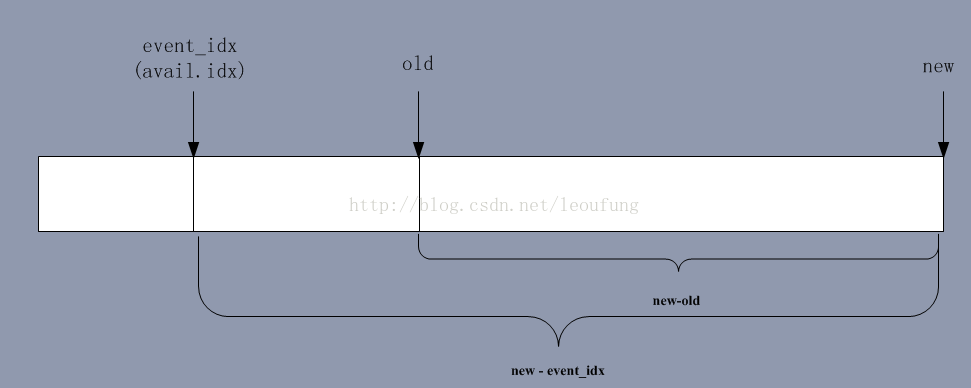 event_idx
(avail.idx)
old
new
http://blog.csdn.net/leoufung
new-old
new - event_idx